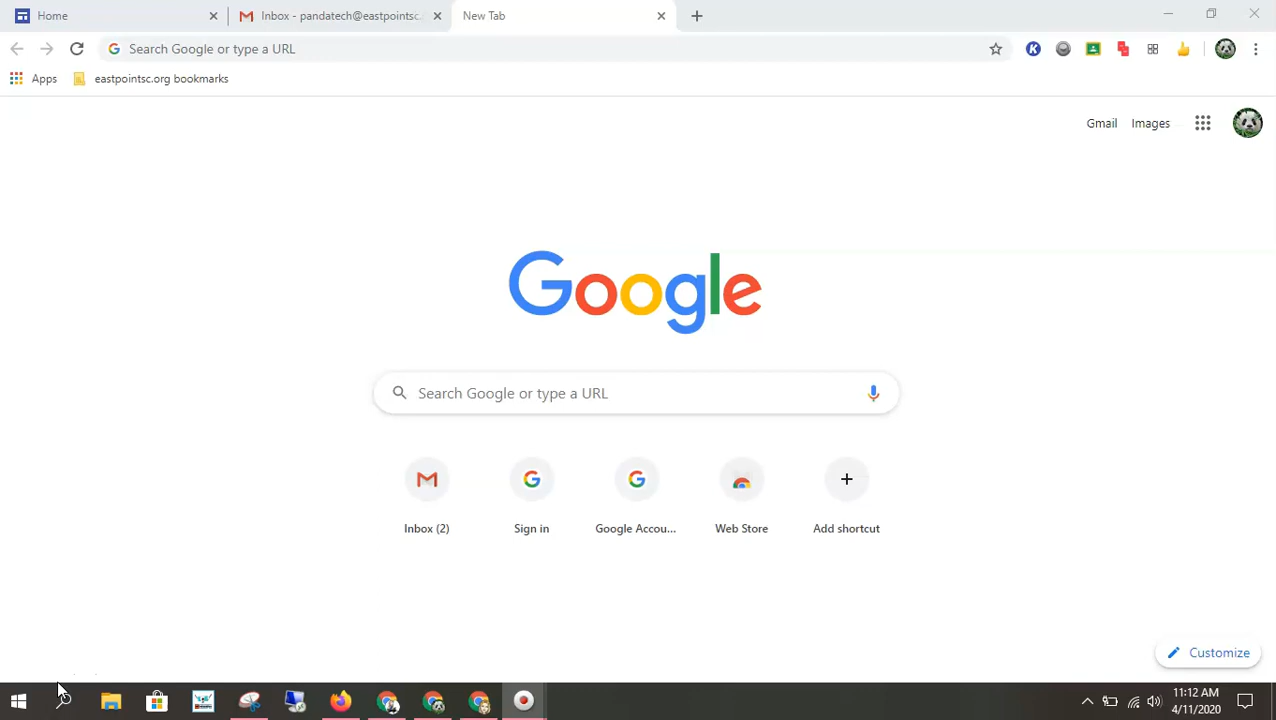 Home
Inbox - pandatech@eastpointsc.
New Tab
Search Google or type a URL
Apps
eastpointsc.org bookmarks
Gmail Images
Google
Search Google or type a URL
Inbox (2)
Sign in
Google Accou...
Web Store
Add shortcut
Customize
11:12 AM
4/11/2020